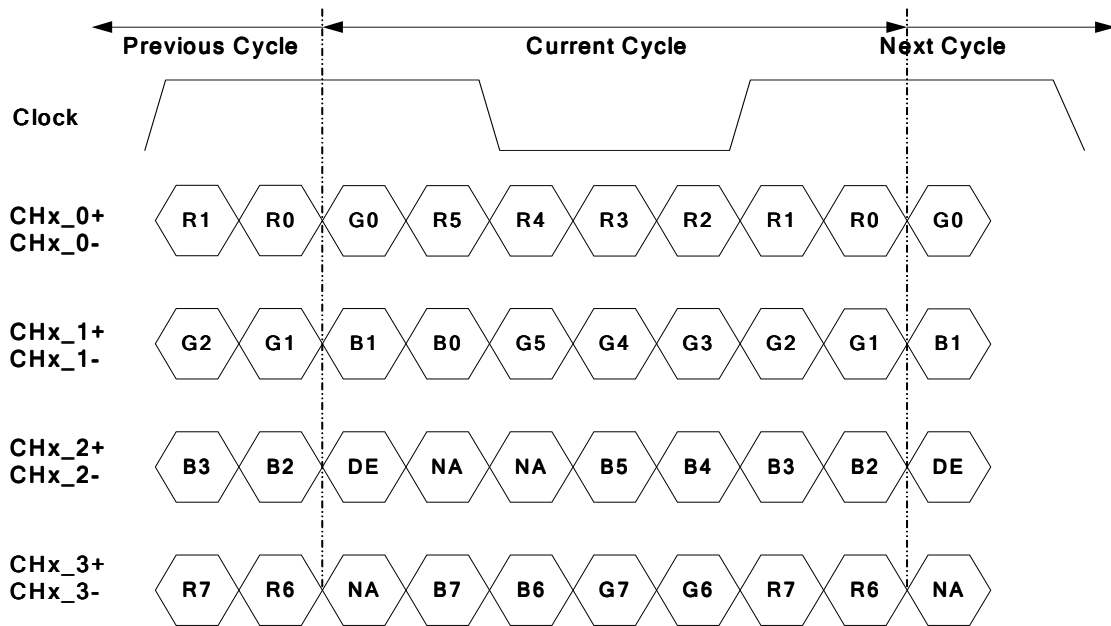 Previous Cycle Current Cycle Next Cycle
Clock
CHx_0+
CHx_0-
R1 R0 G0 R5 R4 R3 R2 R1 R0 G0
CHx_1+
CHx_1-
G2 G1 B1 B0 G5 G4 G3 G2 G1 B1
CHx_2+
CHx_2-
B3 B2 DE NA NA B5 B4 B3 B2 DE
CHx_3+
CHx_3-
R7 R6 NA B7 B6 G7 G6 R7 R6 NA